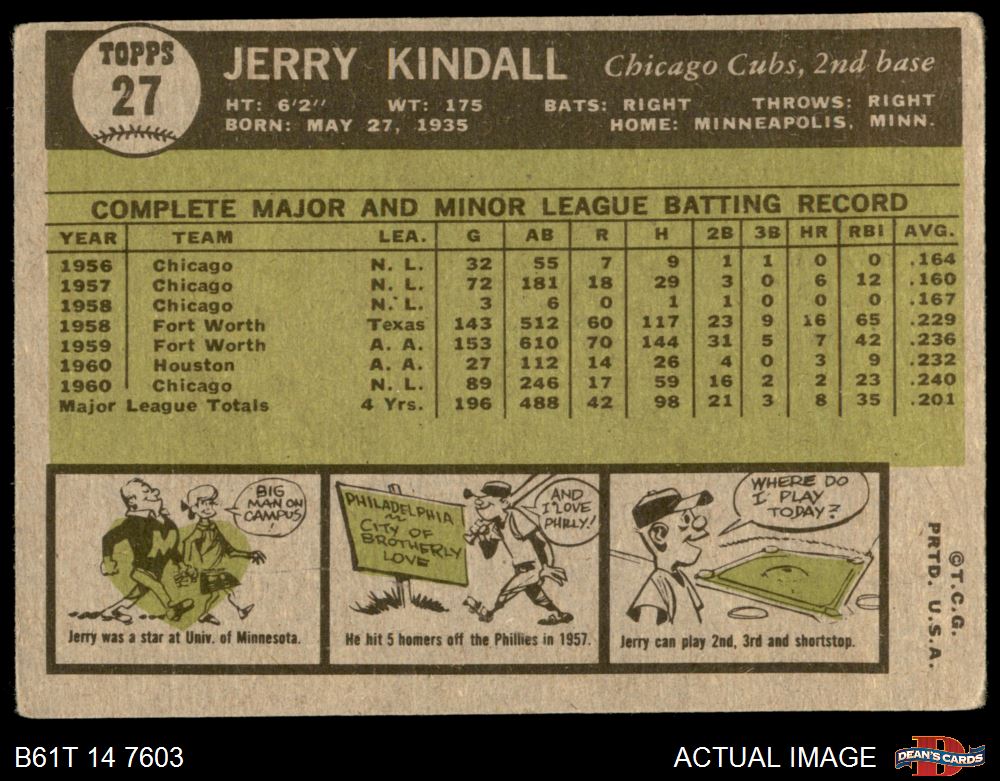 TOPPS
27
JERRY KINDALL Chicago Cubs, 2nd base
HT: 6'2" WT: 175 BATS: RIGHT THROWS: RIGHT
BORN: MAY 27, 1935 HOME: MINNEAPOLIS, MINN.
COMPLETE MAJOR AND MINOR LEAGUE BATTING RECORD
YEAR TEAM LEA. G AB R H 2B 3B HR RBI AVG.
1956 Chicago N. L. 32 55 7 9 1 1 0 0 .164
1957 Chicago N. L. 72 181 18 29 3 0 6 12 .160
1958 Chicago N. L. 3 6 0 1 1 0 0 0 .167
1958 Fort Worth Texas 143 512 60 117 23 9 16 65 .229
1959 Fort Worth A. A. 153 610 70 144 31 5 7 42 .236
1960 Houston A. A. 27 112 14 26 4 0 3 9 .232
1960 Chicago N. L. 89 246 17 59 16 2 2 23 .240
Major League Totals 4 Yrs. 196 488 42 98 21 3 8 35 .201
BIG
MAN ON
CAMPUS
!
M
Jerry was a star at Univ. of Minnesota.
PHILADELPHIA
CITY OF
BROTHERLY
LOVE
AND
I LOVE
PHILLY!
He hit 5 homers off the Phillies in 1957.
WHERE DO
I PLAY
TODAY?
Jerry can play 2nd, 3rd and shortstop.
©T.C.G.
PRTD. U.S.A.
B61T 14 7603
ACTUAL IMAGE
D
DEAN'S CARDS